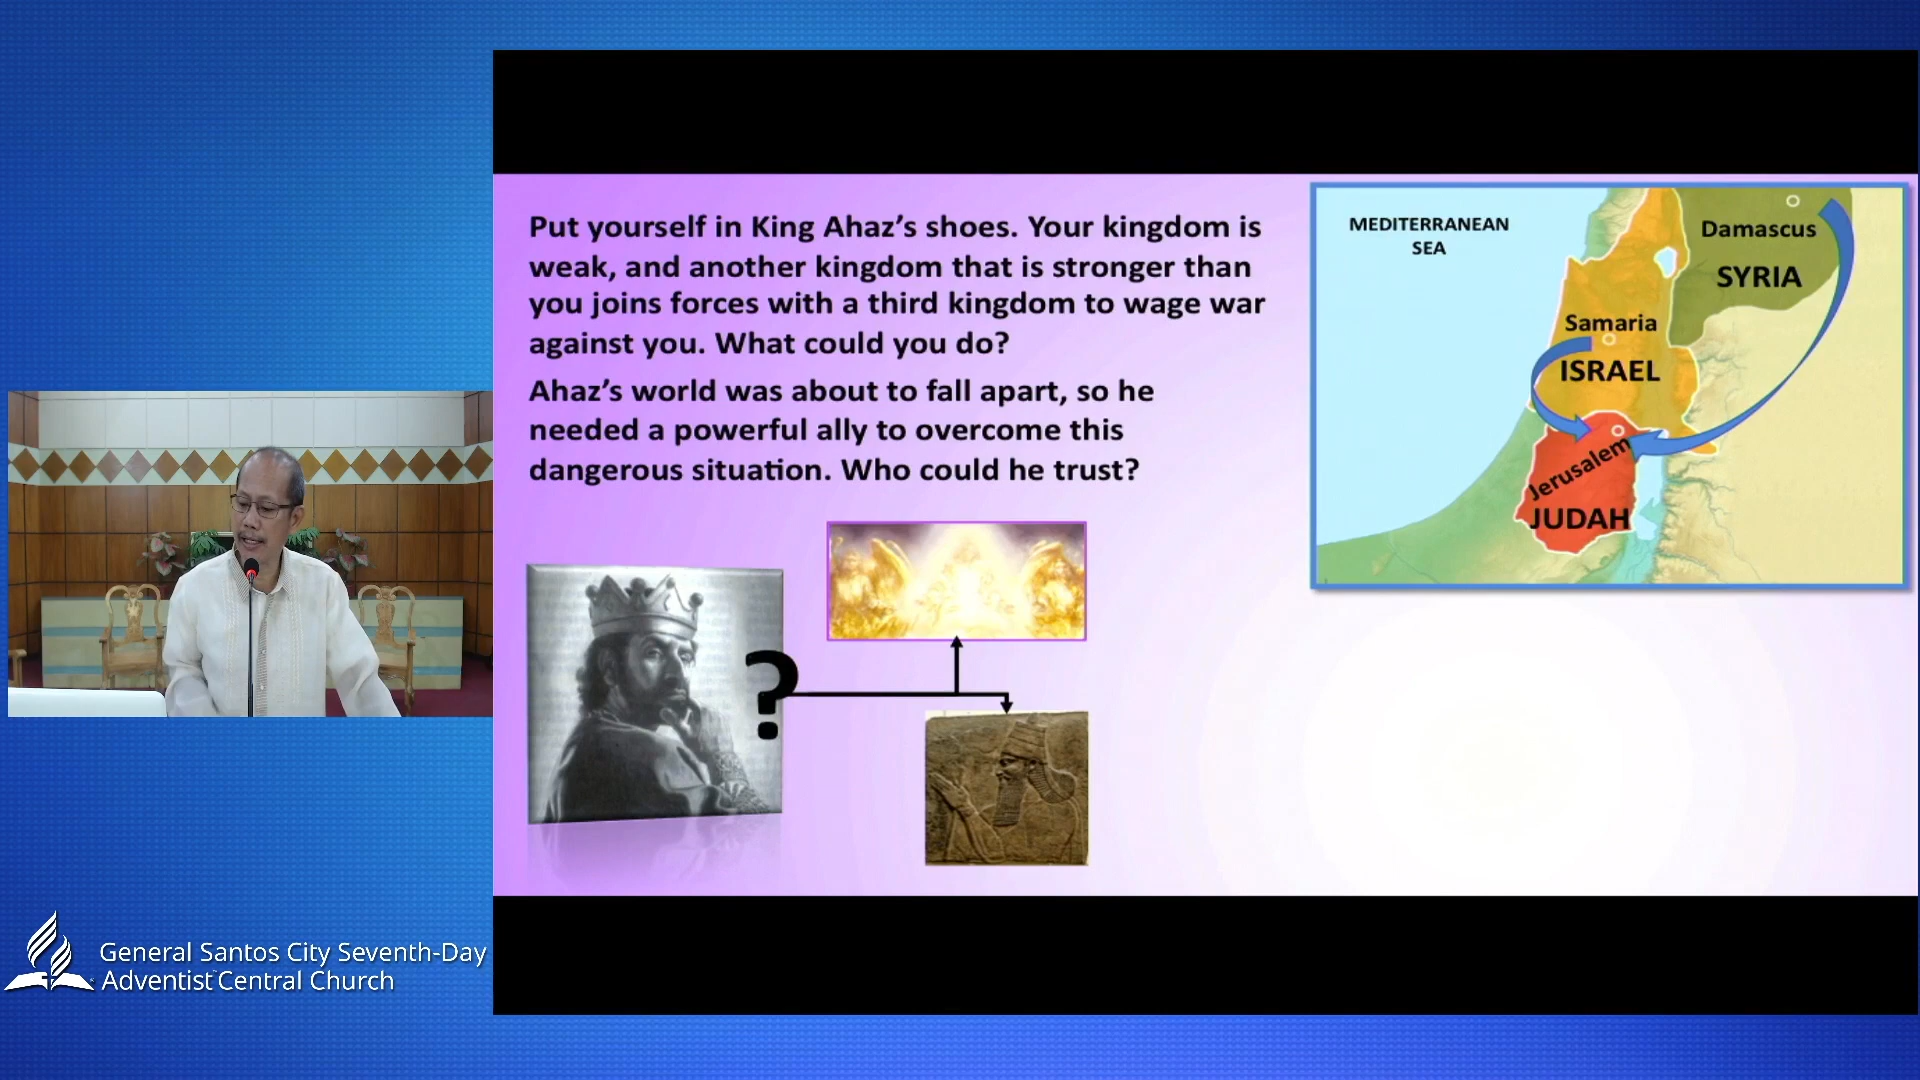 Put yourself in King Ahaz’s shoes. Your kingdom is
weak, and another kingdom that is stronger than
you joins forces with a third kingdom to wage war
against you. What could you do?
Ahaz’s world was about to fall apart, so he
needed a powerful ally to overcome this
dangerous situation. Who could he trust?
?
MEDITERRANEAN
SEA
Damascus
SYRIA
Samaria
ISRAEL
Jerusalem
JUDAH
General Santos City Seventh-Day
Adventist Central Church